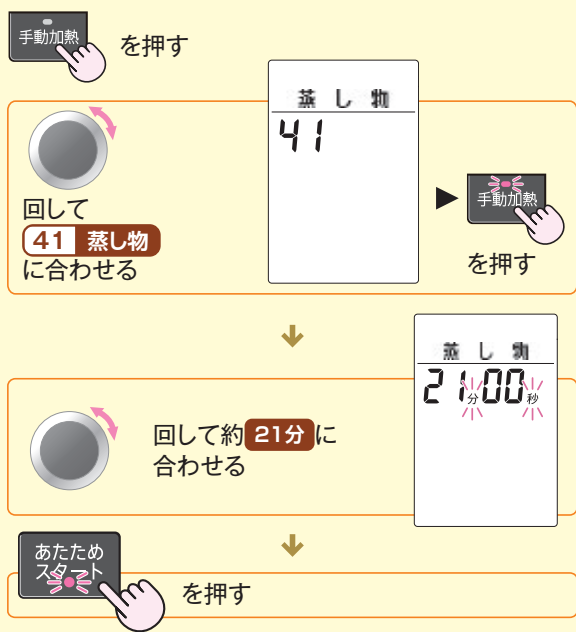 手動加熱
を押す
蒸し物
41
回して
41 蒸し物
に合わせる
手動加熱
を押す
蒸し物
21分00秒
回して約 21分 に
合わせる
あたため
スタート
を押す